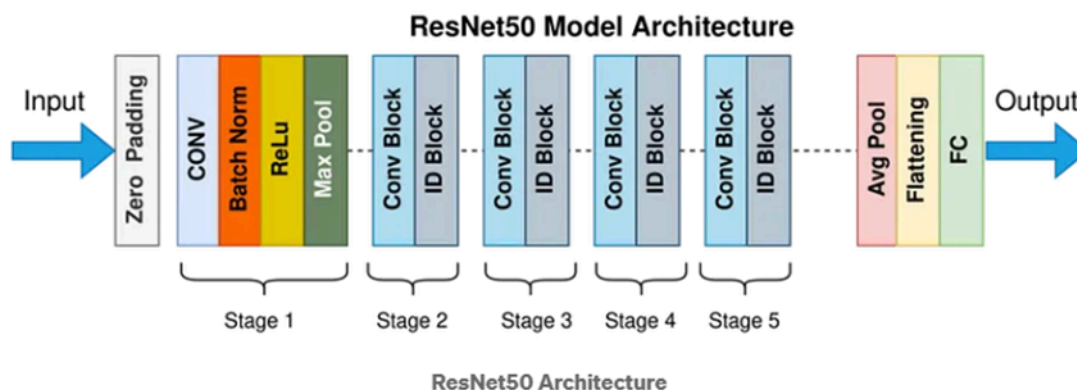 ResNet50 Model Architecture
Input
Zero Padding
CONV
Batch Norm
ReLu
Max Pool
Conv Block
ID Block
Conv Block
ID Block
Conv Block
ID Block
Conv Block
ID Block
Avg Pool
Flattening
FC
Output
Stage 1
Stage 2
Stage 3
Stage 4
Stage 5
ResNet50 Architecture